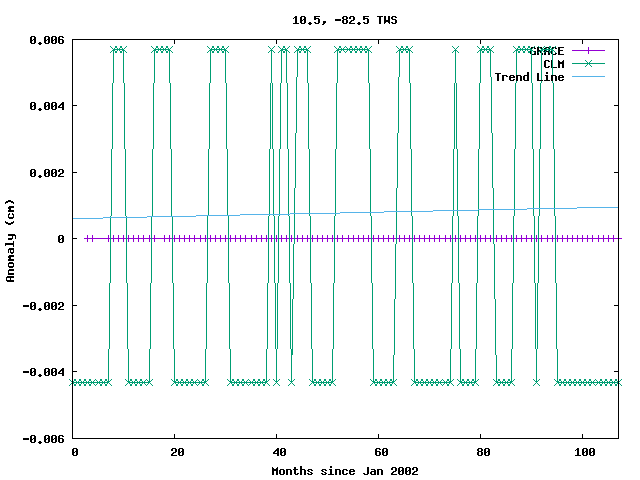 10.5, -82.5 TWS
0.006
GRACE
CLM
Trend Line
0.004
0.002
0
-0.002
-0.004
-0.006
Anomaly (cm)
0 20 40 60 80 100
Months since Jan 2002